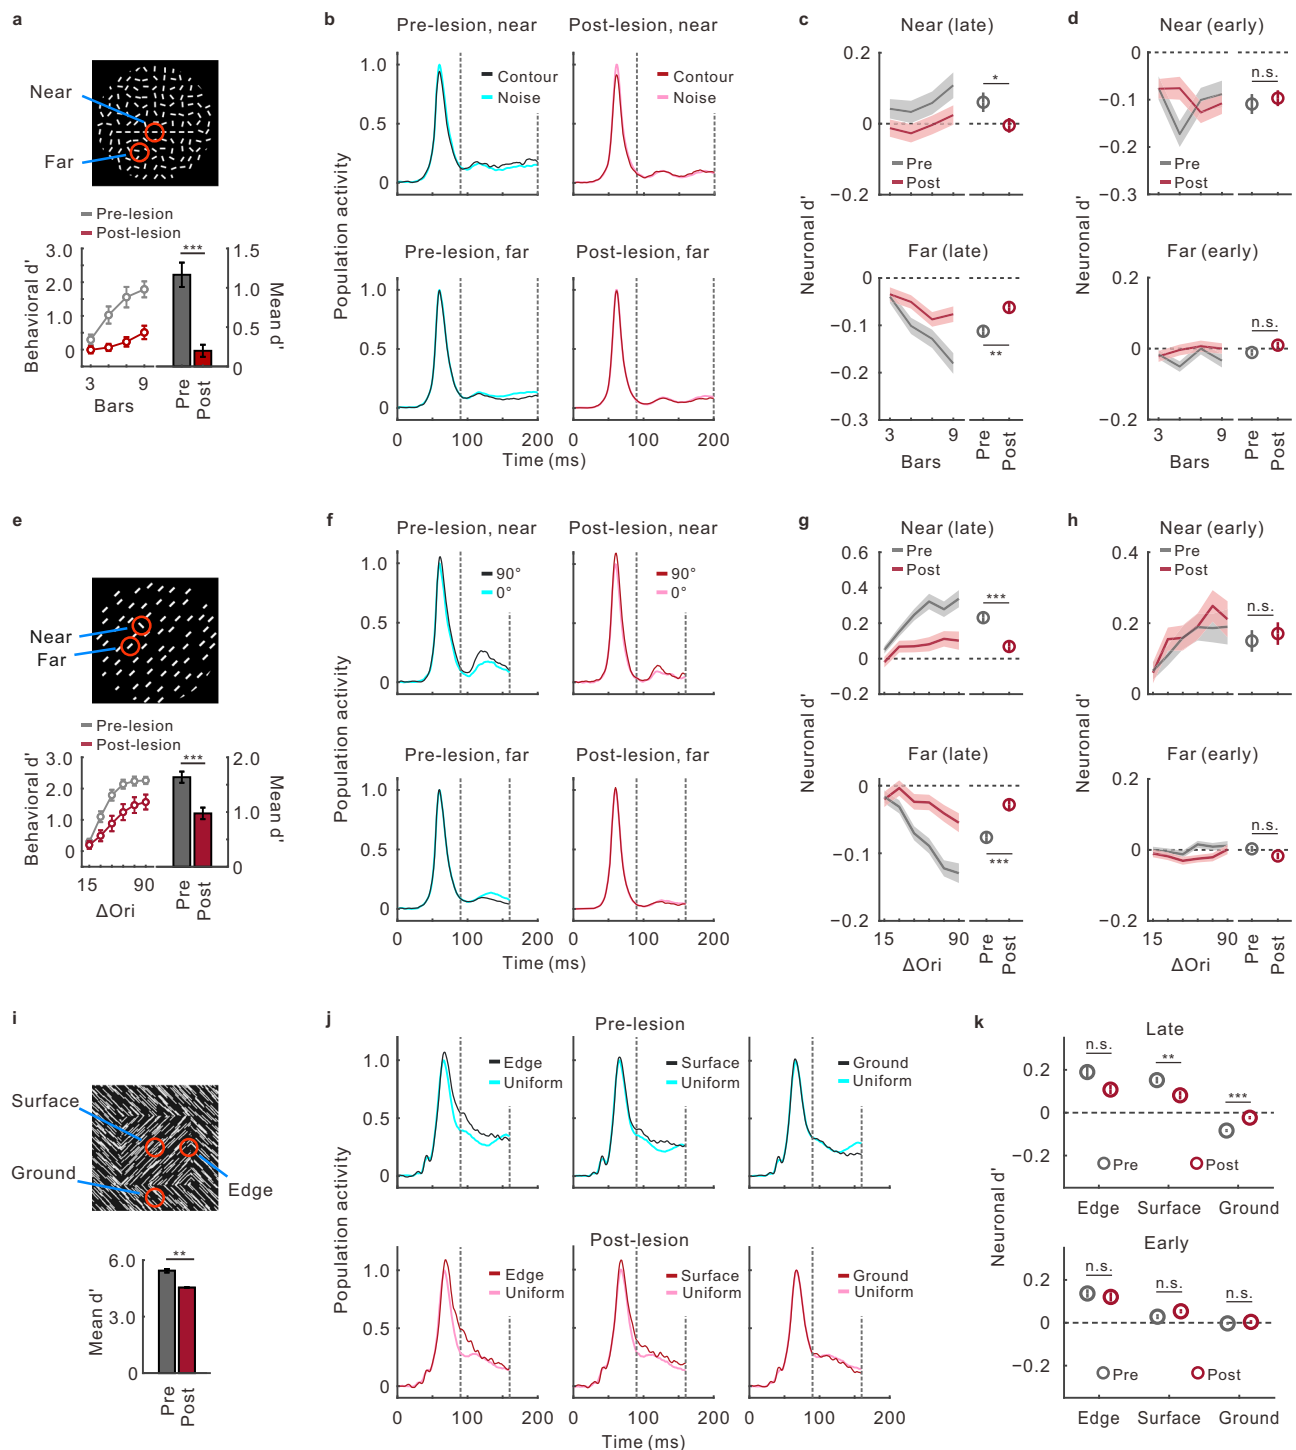 a
Near
Far
Pre-lesion
Post-lesion
3.0
2.0
1.0
0
Behavioral d'
***
1.5
1.0
0.5
0
Mean d'
3
9
Bars
Pre
Post
b
Pre-lesion, near
Post-lesion, near
Contour
Noise
Contour
Noise
1.0
0.5
0
Pre-lesion, far
Post-lesion, far
1.0
0.5
0
Population activity
0
100
200
0
100
200
Time (ms)
c
Near (late)
0.2
0
−0.2
*
Pre
Post
Neuronal d'
Far (late)
0
−0.1
−0.2
−0.3
**
3
9
Bars
Pre
Post
d
Near (early)
0
−0.1
−0.2
−0.3
n.s.
Pre
Post
Neuronal d'
Far (early)
0.2
0
−0.2
n.s.
3
9
Bars
Pre
Post
e
Near
Far
Pre-lesion
Post-lesion
3.0
2.0
1.0
0
Behavioral d'
***
2.0
1.0
0
Mean d'
15
90
ΔOri
Pre
Post
f
Pre-lesion, near
Post-lesion, near
90°
0°
90°
0°
1.0
0.5
0
Pre-lesion, far
Post-lesion, far
1.0
0.5
0
Population activity
0
100
200
0
100
200
Time (ms)
g
Near (late)
0.6
0.4
0.2
0
−0.2
Pre
Post
***
Neuronal d'
Far (late)
0
−0.1
−0.2
***
15
90
ΔOri
Pre
Post
h
Near (early)
0.4
0.2
0
Pre
Post
n.s.
Neuronal d'
Far (early)
0.2
0
−0.2
n.s.
15
90
ΔOri
Pre
Post
i
Surface
Ground
Edge
6.0
3.0
0
Mean d'
**
Pre
Post
j
Pre-lesion
Edge
Uniform
Surface
Uniform
Ground
Uniform
1.0
0.5
0
Post-lesion
Edge
Uniform
Surface
Uniform
Ground
Uniform
1.0
0.5
0
Population activity
0
100
200
0
100
200
0
100
200
Time (ms)
k
Late
n.s.
**
***
0.2
0
−0.2
Pre
Post
Edge
Surface
Ground
Neuronal d'
Early
n.s.
n.s.
n.s.
0.2
0
−0.2
Pre
Post
Edge
Surface
Ground